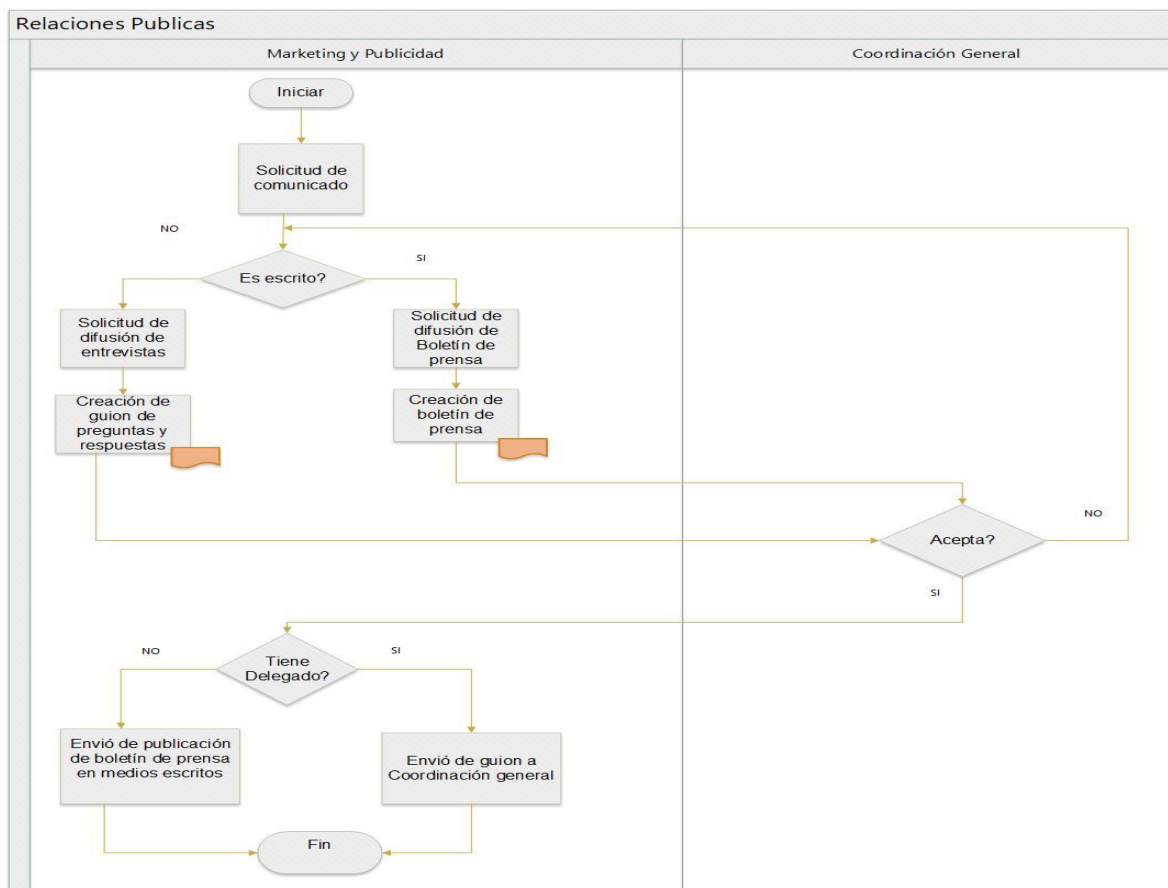 Relaciones Publicas
Marketing y Publicidad
Coordinación General
Iniciar
Solicitud de
comunicado
NO
SI
Es escrito?
Solicitud de
difusión de
entrevistas
Solicitud de
difusión de
Boletín de
prensa
Creación de
guion de
preguntas y
respuestas
Creación de
boletín de
prensa
Acepta?
NO
SI
Tiene
Delegado?
NO
SI
Envió de publicación
de boletín de prensa
en medios escritos
Envió de guion a
Coordinación general
Fin